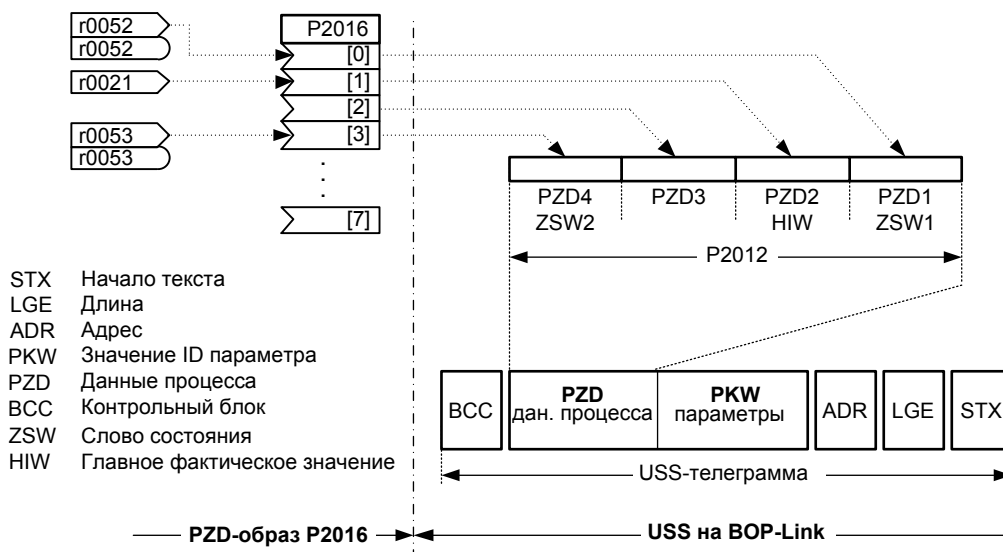 r0052
r0052
r0021
r0053
r0053
P2016
[0]
[1]
[2]
[3]
[7]
PZD4 PZD3 PZD2 PZD1
ZSW2 HIW ZSW1
P2012
STX Начало текста
LGE Длина
ADR Адрес
PKW Значение ID параметра
PZD Данные процесса
BCC Контрольный блок
ZSW Слово состояния
HIW Главное фактическое значение
BCC
PZD
дан. процесса
PKW
параметры
ADR
LGE
STX
USS-телеграмма
PZD-образ P2016
USS на BOP-Link